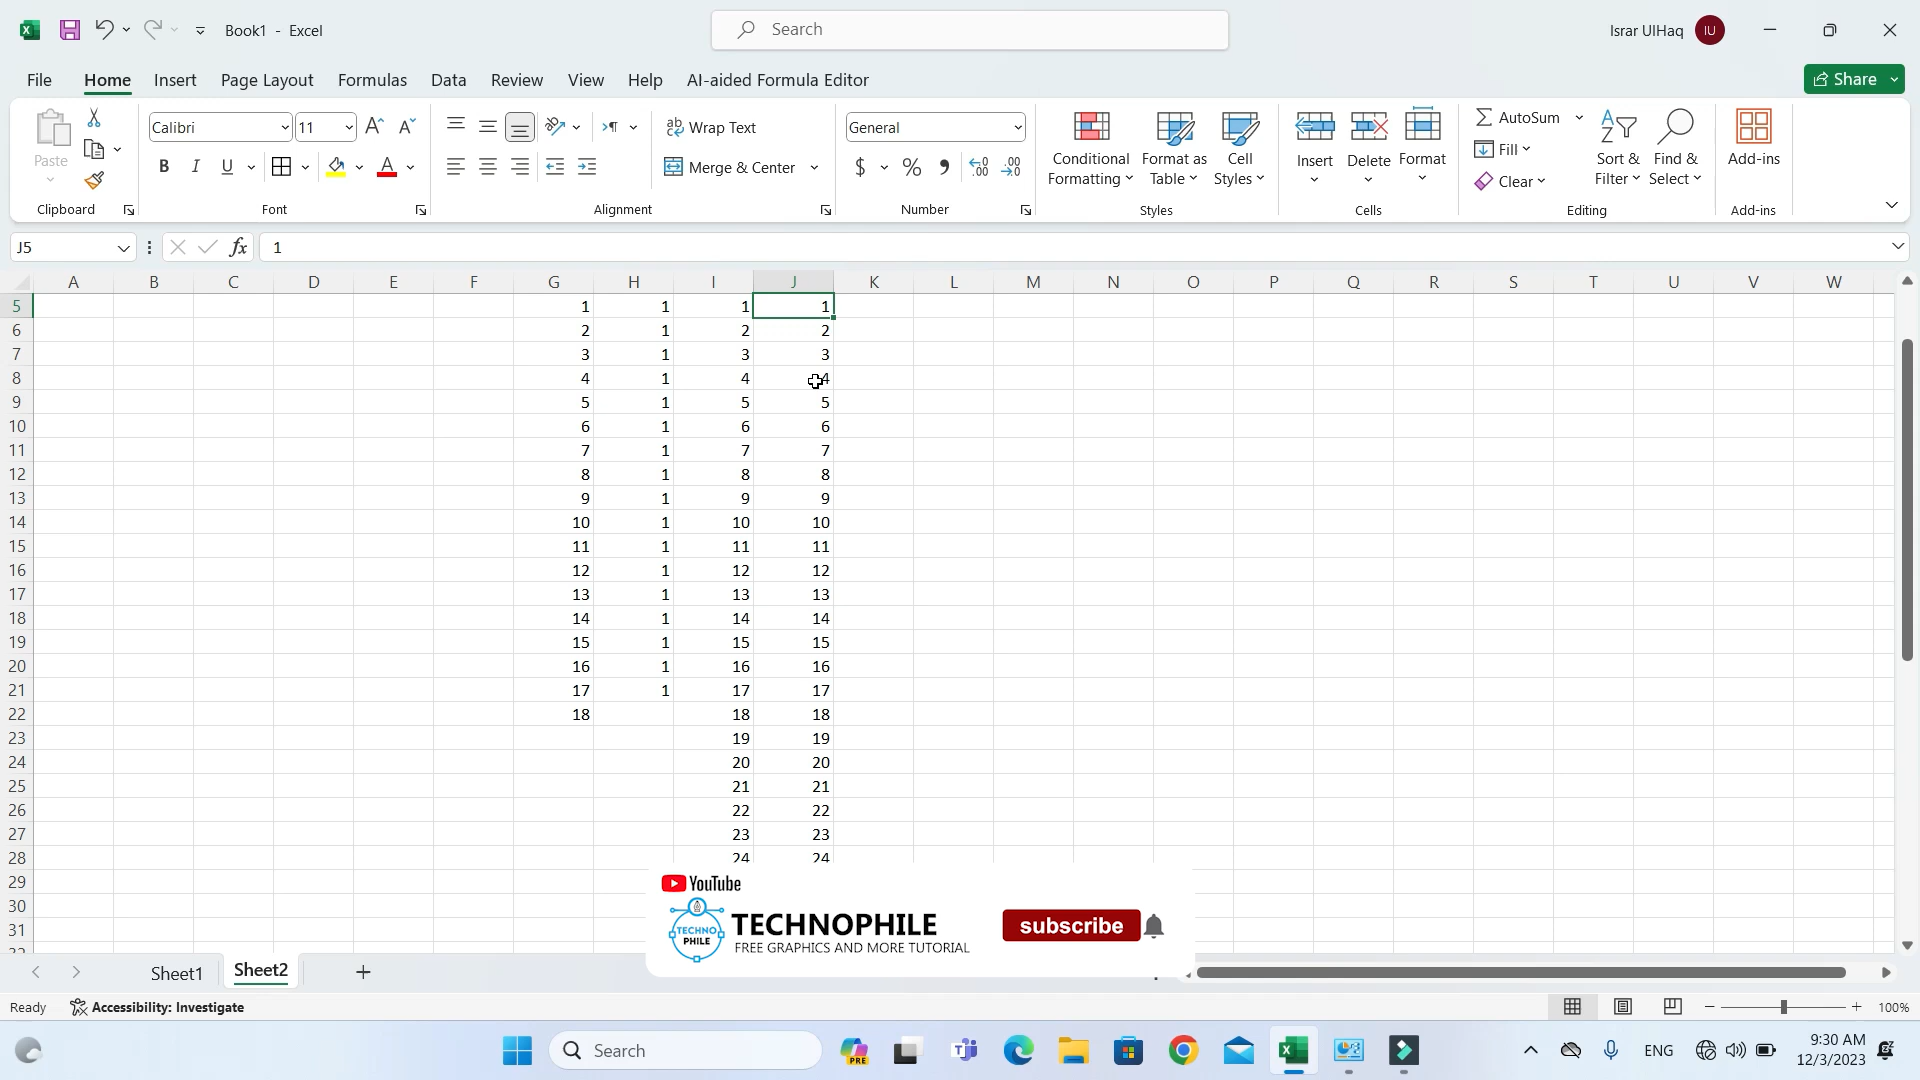 Book1 - Excel
Search
Israr UlHaq
IU
File Home Insert Page Layout Formulas Data Review View Help AI-aided Formula Editor
Share
Paste
Clipboard
Calibri 11
B I U A
Font
Wrap Text
Merge & Center
Alignment
General
$ % , .00 .00
Number
Conditional Formatting
Format as Table
Cell Styles
Styles
Insert Delete Format
Cells
AutoSum
Fill
Clear
Sort & Filter
Find & Select
Editing
Add-ins
Add-ins
J5 fx 1
A B C D E F G H I J K L M N O P Q R S T U V W
5 1 1 1 1
6 2 1 2 2
7 3 1 3 3
8 4 1 4 4
9 5 1 5 5
10 6 1 6 6
11 7 1 7 7
12 8 1 8 8
13 9 1 9 9
14 10 1 10 10
15 11 1 11 11
16 12 1 12 12
17 13 1 13 13
18 14 1 14 14
19 15 1 15 15
20 16 1 16 16
21 17 1 17 17
22 18 18 18
23 19 19
24 20 20
25 21 21
26 22 22
27 23 23
28 24 24
29
30
31
YouTube
TECHNO
PHILE
TECHNOPHILE
FREE GRAPHICS AND MORE TUTORIAL
subscribe
Sheet1 Sheet2
Ready Accessibility: Investigate
100%
Search
PRE
ENG
9:30 AM
12/3/2023